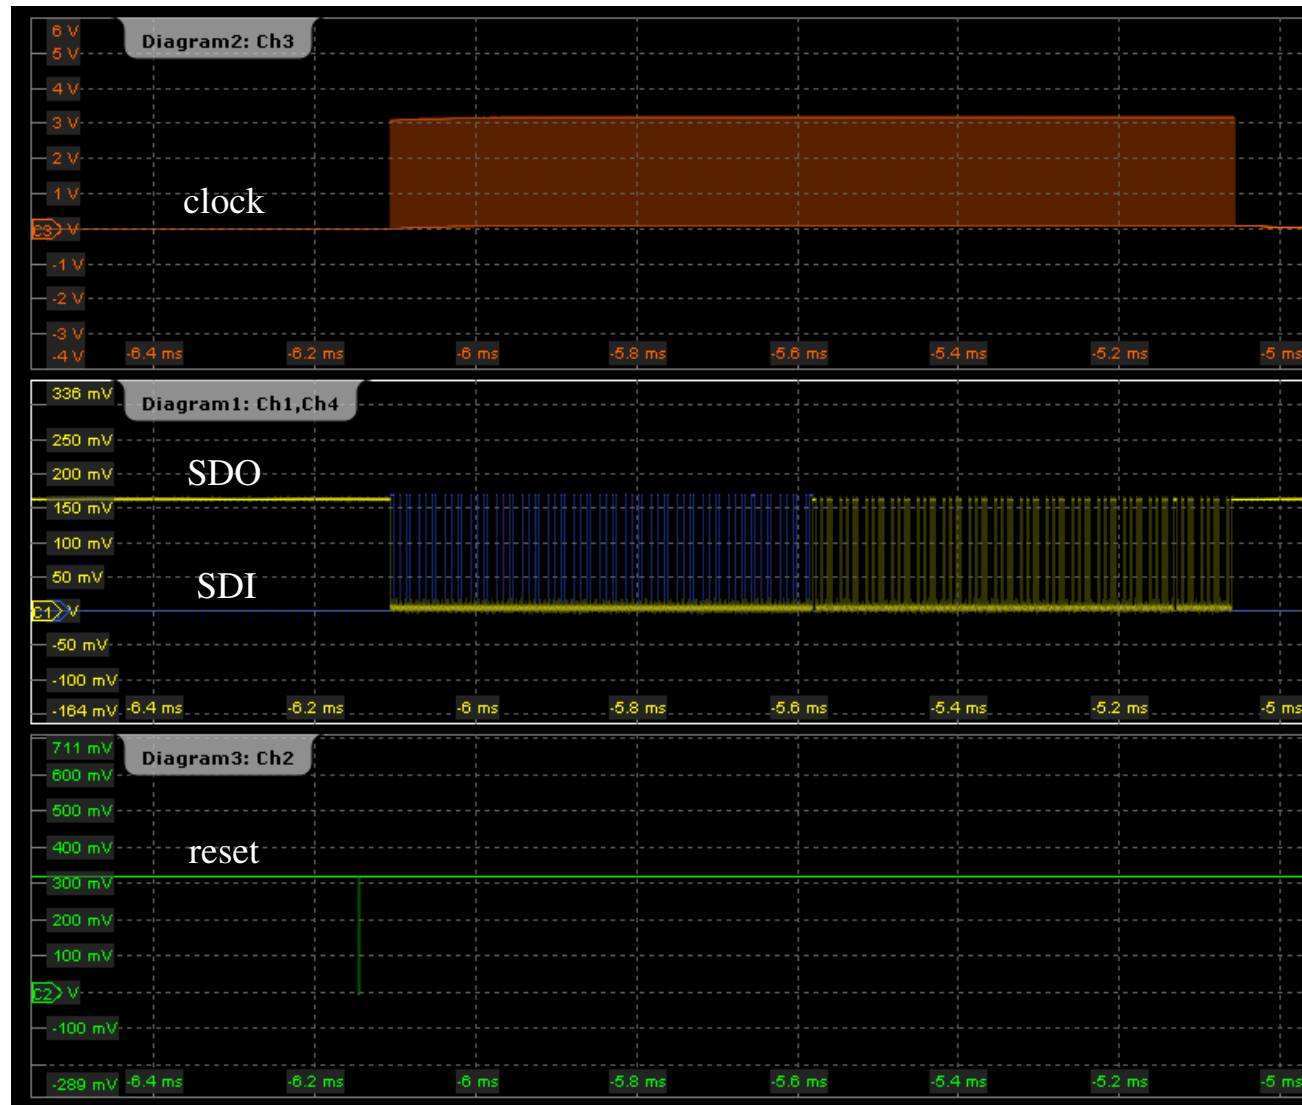 6 V
Diagram2: Ch3
5 V
4 V
3 V
2 V
clock
1 V
C3 V
-1 V
-2 V
-3 V
-4 V -6.4 ms -6.2 ms -6 ms -5.8 ms -5.6 ms -5.4 ms -5.2 ms -5 ms
336 mV
Diagram1: Ch1,Ch4
250 mV
SDO
200 mV
150 mV
100 mV
SDI
50 mV
C1 V
-50 mV
-100 mV
-164 mV -6.4 ms -6.2 ms -6 ms -5.8 ms -5.6 ms -5.4 ms -5.2 ms -5 ms
711 mV
Diagram3: Ch2
600 mV
500 mV
400 mV
reset
300 mV
200 mV
100 mV
C2 V
-100 mV
-289 mV -6.4 ms -6.2 ms -6 ms -5.8 ms -5.6 ms -5.4 ms -5.2 ms -5 ms